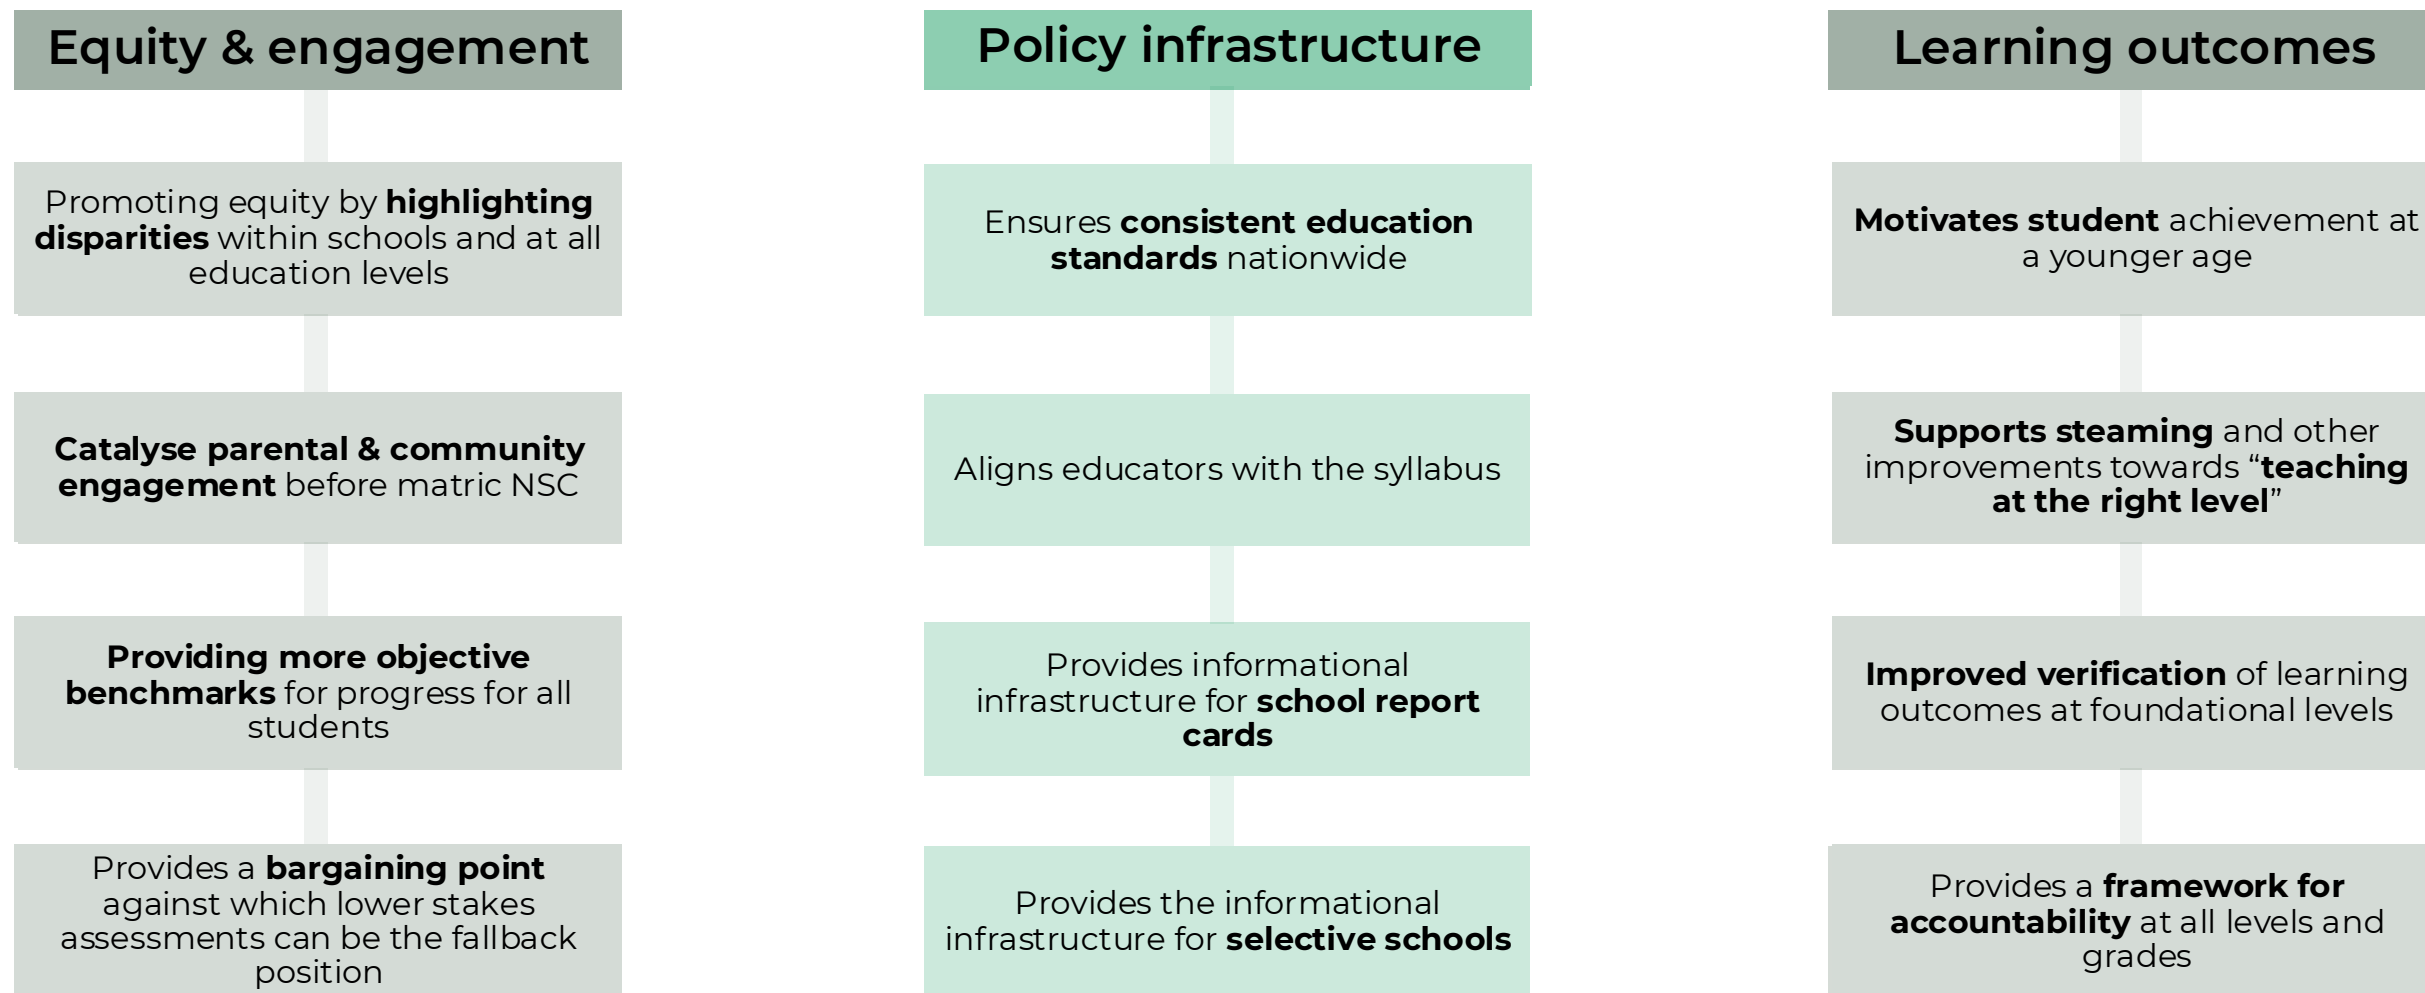 Equity & engagement
Promoting equity by highlighting
disparities within schools and at all
education levels
Catalyse parental & community
engagement before matric NSC
Providing more objective
benchmarks for progress for all
students
Provides a bargaining point
against which lower stakes
assessments can be the fallback
position
Policy infrastructure
Ensures consistent education
standards nationwide
Aligns educators with the syllabus
Provides informational
infrastructure for school report
cards
Provides the informational
infrastructure for selective schools
Learning outcomes
Motivates student achievement at
a younger age
Supports steaming and other
improvements towards “teaching
at the right level”
Improved verification of learning
outcomes at foundational levels
Provides a framework for
accountability at all levels and
grades